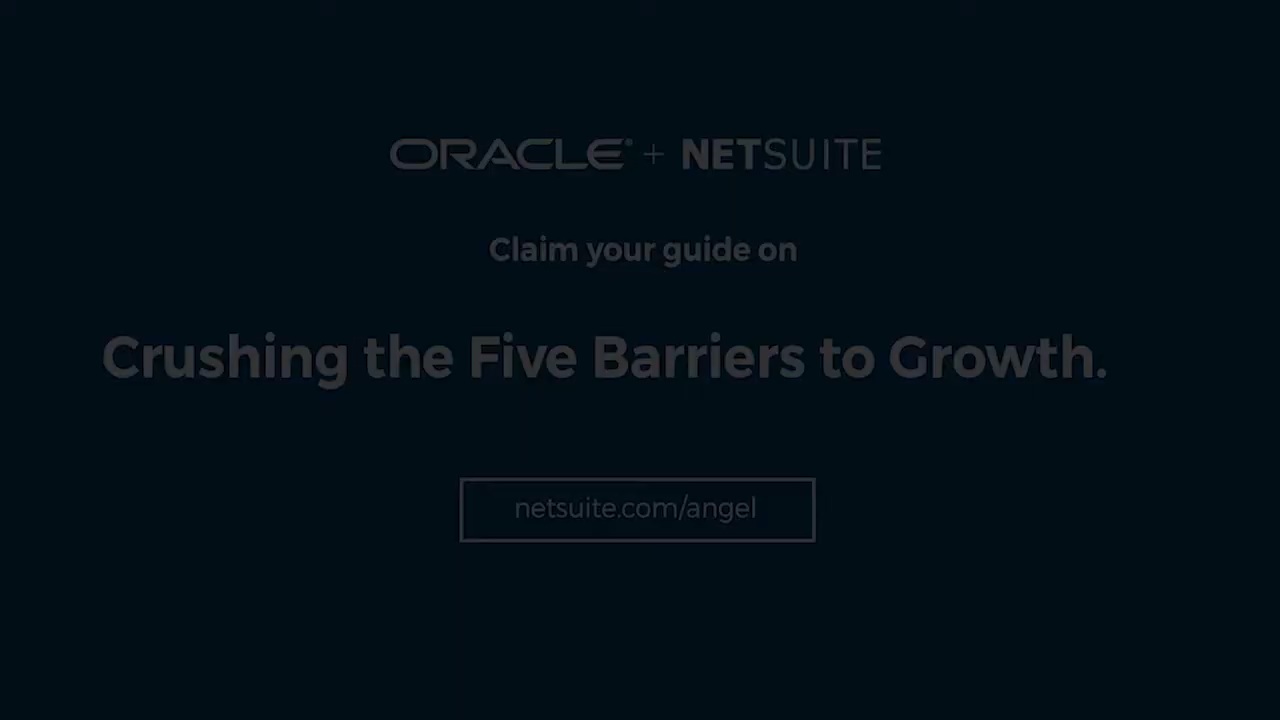 ORACLE® + NETSUITE
Claim your guide on
Crushing the Five Barriers to Growth.
netsuite.com/angel